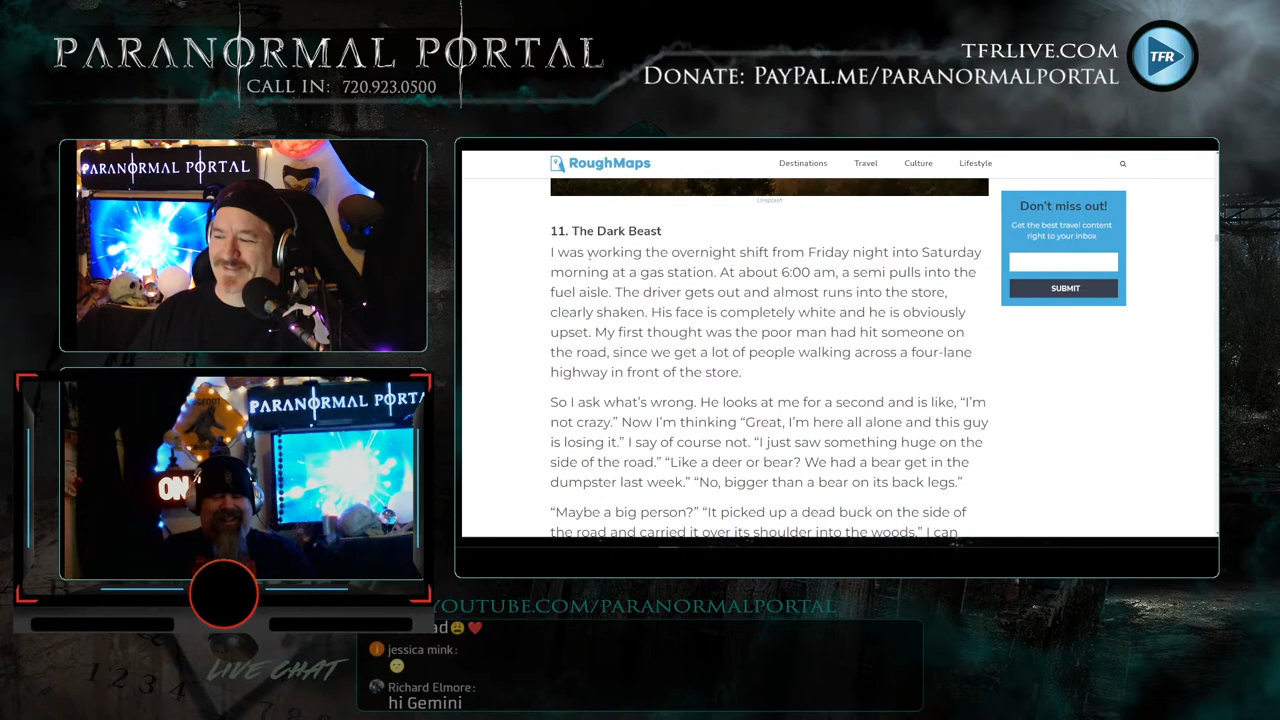 PARANORMAL PORTAL
CALL IN: 720.923.0500
TFRLIVE.COM
DONATE: PAYPAL.ME/PARANORMALPORTAL
TFR
PARANORMAL PORTAL
PARANORMAL PORTA
BIGFOOT
ON
RoughMaps
Destinations
Travel
Culture
Lifestyle
Unsplash
11. The Dark Beast
I was working the overnight shift from Friday night into Saturday
morning at a gas station. At about 6:00 am, a semi pulls into the
fuel aisle. The driver gets out and almost runs into the store,
clearly shaken. His face is completely white and he is obviously
upset. My first thought was the poor man had hit someone on
the road, since we get a lot of people walking across a four-lane
highway in front of the store.
So I ask what's wrong. He looks at me for a second and is like, “I'm
not crazy.” Now I'm thinking “Great, I'm here all alone and this guy
is losing it.” I say of course not. “I just saw something huge on the
side of the road.” “Like a deer or bear? We had a bear get in the
dumpster last week.” “No, bigger than a bear on its back legs.”
“Maybe a big person?” “It picked up a dead buck on the side of
the road and carried it over its shoulder into the woods.” I can
Don't miss out!
Get the best travel content
right to your inbox
SUBMIT
YOUTUBE.COM/PARANORMALPORTAL
ad😩❤️
jessica mink:
Richard Elmore:
hi Gemini
LIVE CHAT
1 2 3 4